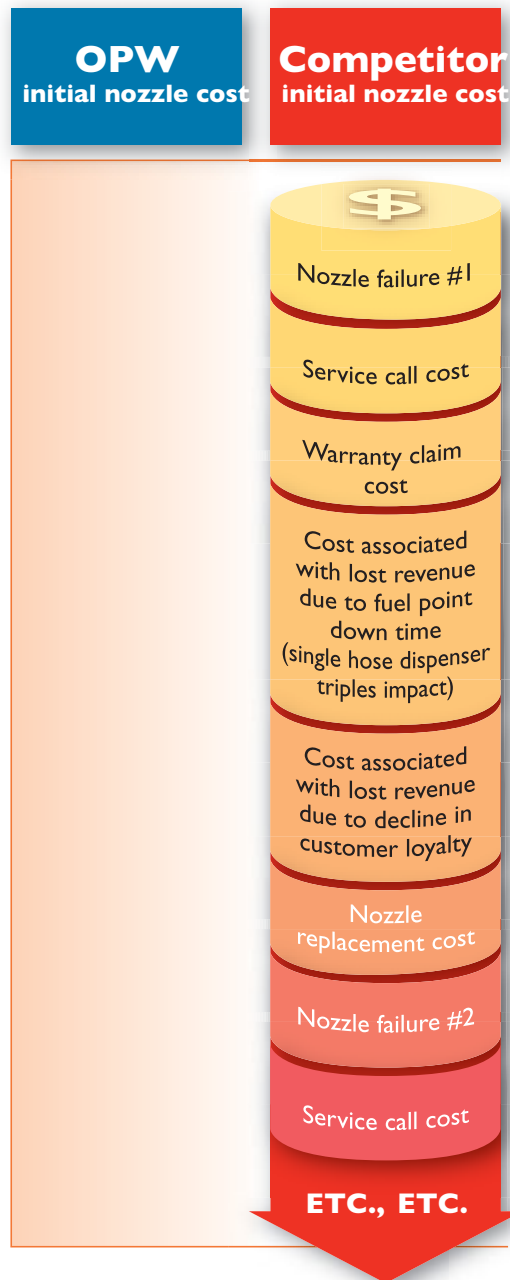 OPW
initial nozzle cost
Competitor
initial nozzle cost
$
Nozzle failure #1
Service call cost
Warranty claim
cost
Cost associated
with lost revenue
due to fuel point
down time
(single hose dispenser
triples impact)
Cost associated
with lost revenue
due to decline in
customer loyalty
Nozzle
replacement cost
Nozzle failure #2
Service call cost
ETC., ETC.